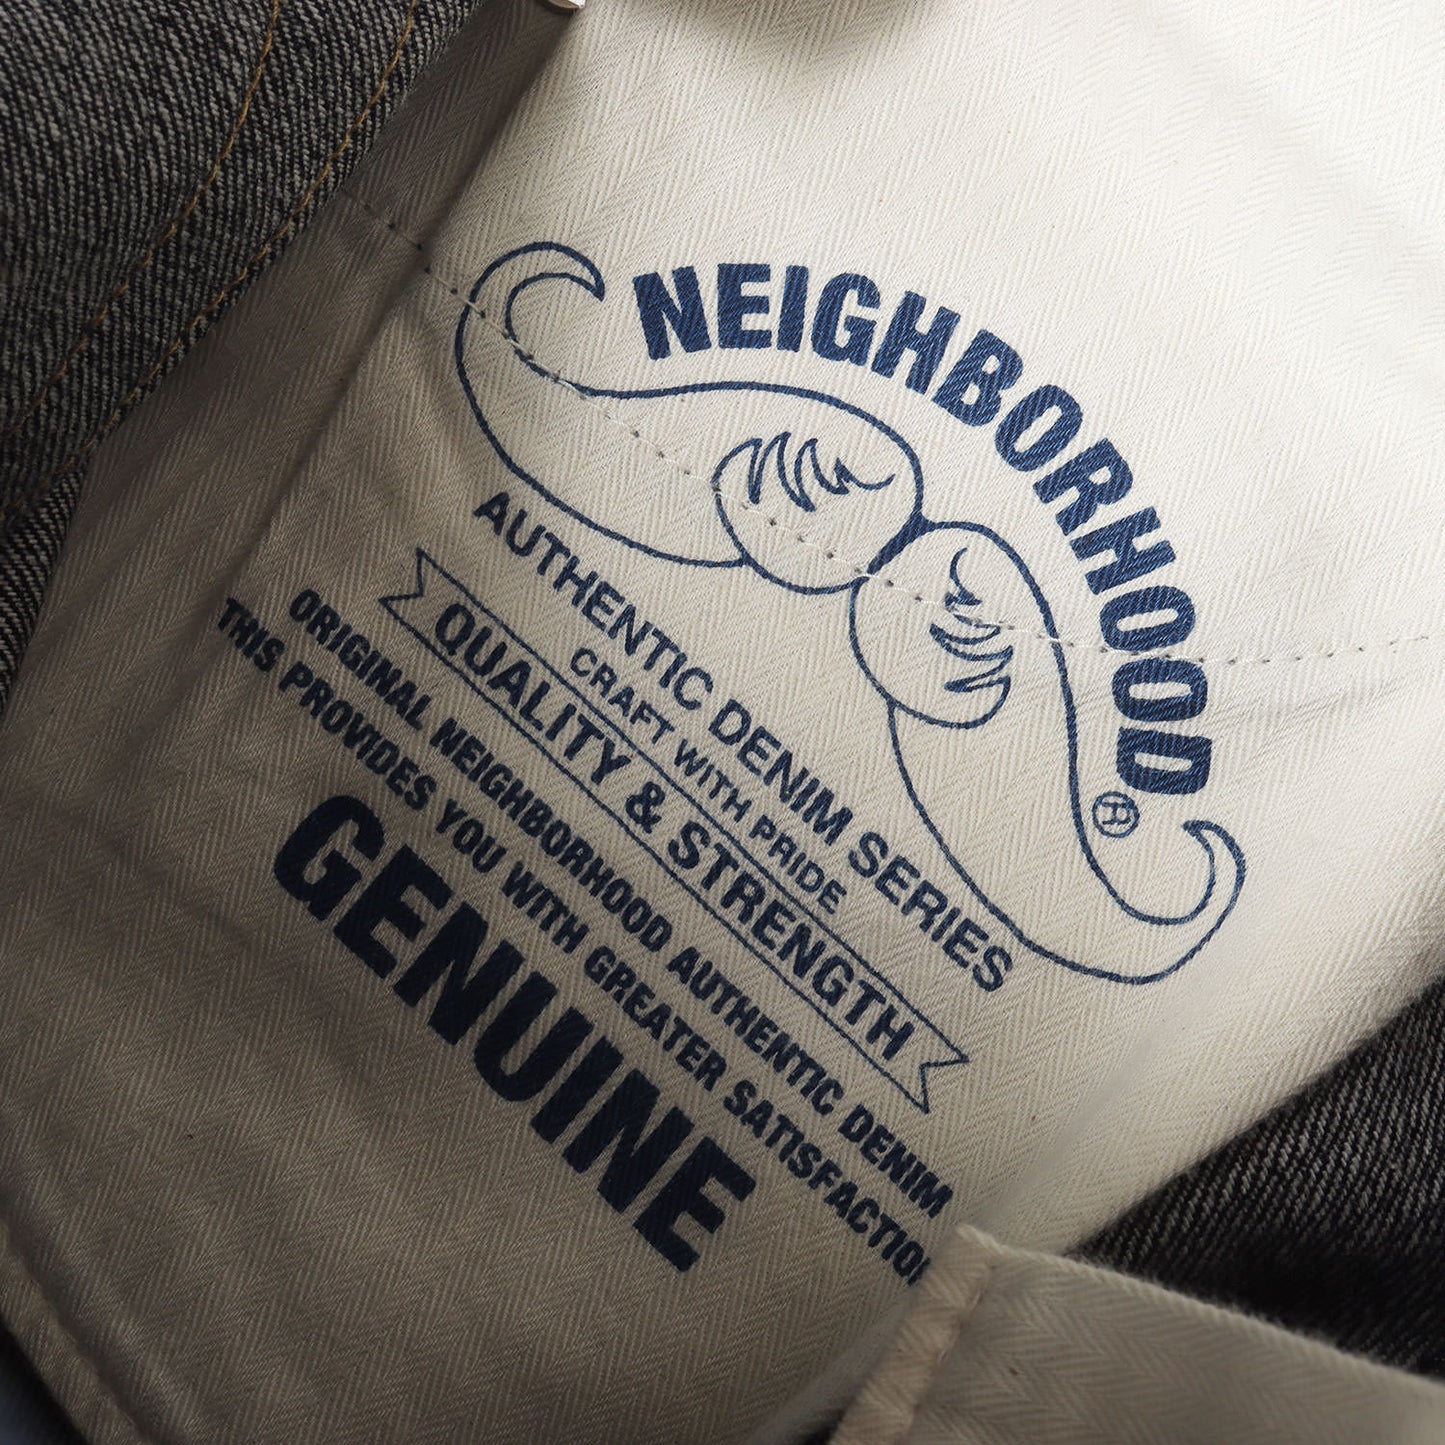 NEIGHBORHOOD
®
AUTHENTIC DENIM SERIES
CRAFT WITH PRIDE
QUALITY & STRENGTH
ORIGINAL NEIGHBORHOOD AUTHENTIC DENIM
THIS PROVIDES YOU WITH GREATER SATISFACTION
GENUINE